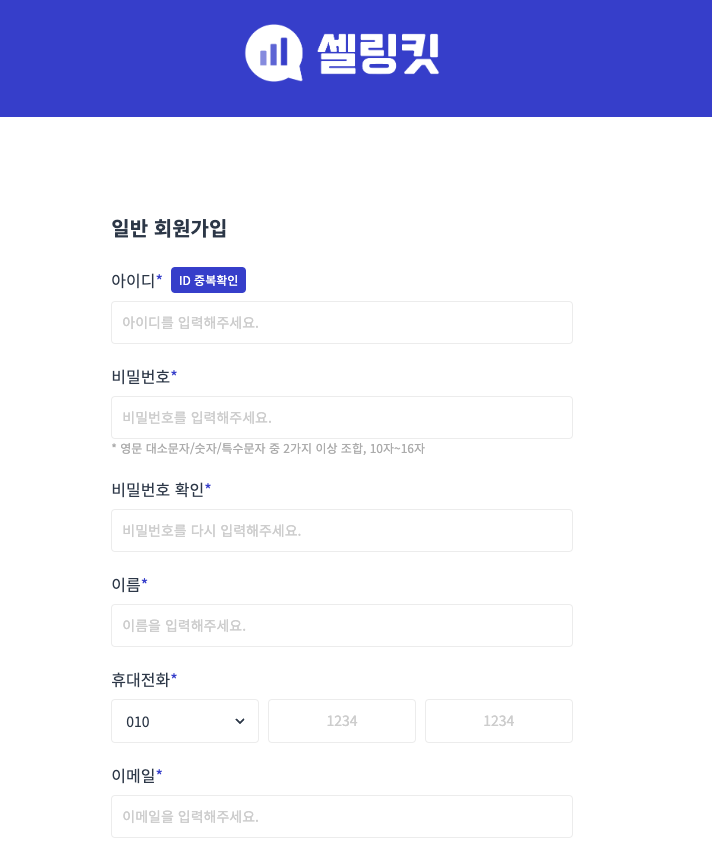 셀링킷
일반 회원가입
아이디* ID 중복확인
아이디를 입력해주세요.
비밀번호*
비밀번호를 입력해주세요.
* 영문 대소문자/숫자/특수문자 중 2가지 이상 조합, 10자~16자
비밀번호 확인*
비밀번호를 다시 입력해주세요.
이름*
이름을 입력해주세요.
휴대전화*
010 1234 1234
이메일*
이메일을 입력해주세요.